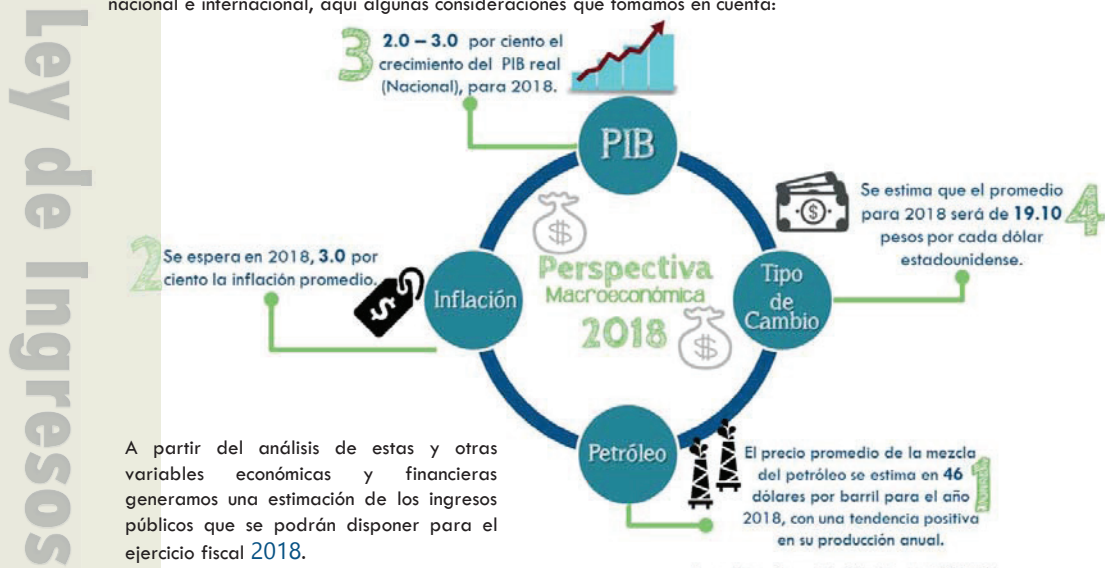 nacional e internacional, aquí algunas consideraciones que tomamos en cuenta:
Ley de Ingresos
3
2.0 – 3.0 por ciento el
crecimiento del PIB real
(Nacional), para 2018.
PIB
4
Se estima que el promedio
para 2018 será de 19.10
pesos por cada dólar
estadounidense.
2
Se espera en 2018, 3.0 por
ciento la inflación promedio.
Inflación
Perspectiva
Macroeconómica
2018
Tipo
de
Cambio
Petróleo
1
El precio promedio de la mezcla
del petróleo se estima en 46
dólares por barril para el año
2018, con una tendencia positiva
en su producción anual.
A partir del análisis de estas y otras
variables económicas y financieras
generamos una estimación de los ingresos
públicos que se podrán disponer para el
ejercicio fiscal 2018.